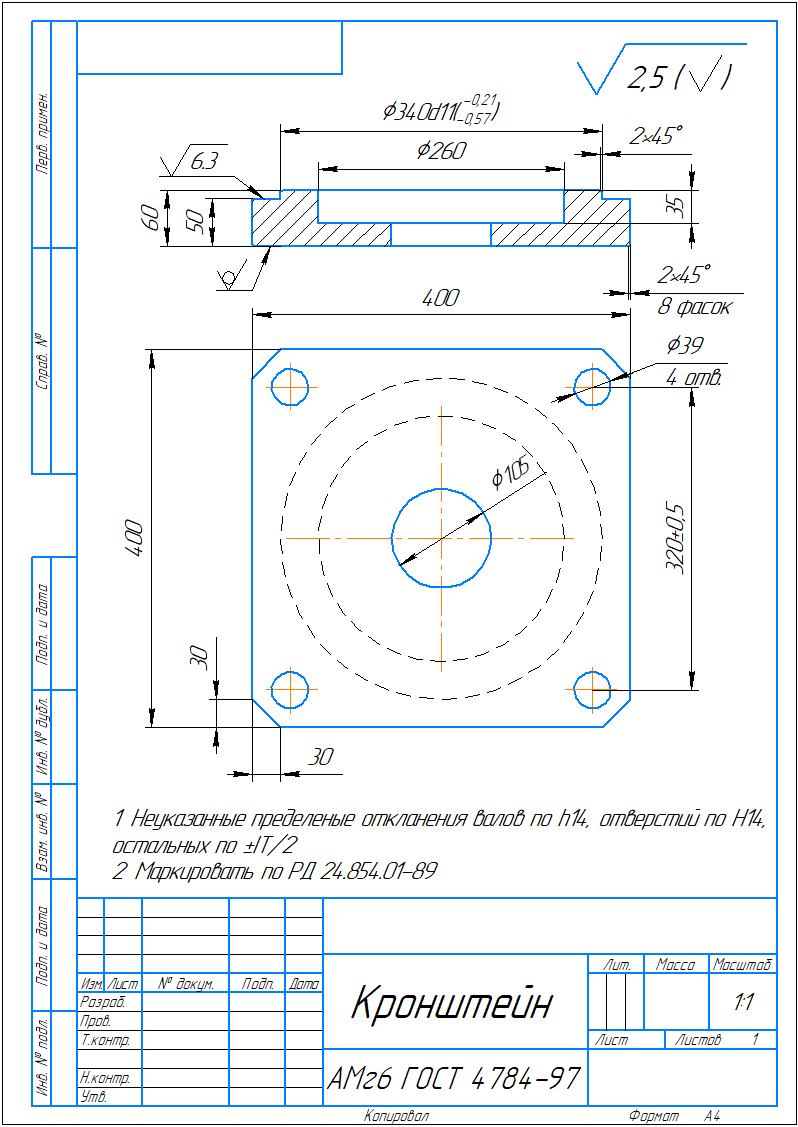 2,5 ( )
⌀340d11(-0,21 -0,57)
2×45°
⌀260
6.3
60
50
35
2×45°
8 фасок
400
⌀39
4 отв.
⌀105
400
320±0,5
30
30
1 Неуказанные пределеные откланения валов по h14, отверстий по H14,
остальных по ±IT/2
2 Маркировать по РД 24.854.01-89
Перв. примен.
Справ. №
Подп. и дата
Инв. № дубл.
Взам. инв. №
Подп. и дата
Инв. № подл.
Изм. Лист № докум. Подп. Дата
Разраб.
Пров.
Т.контр.
Н.контр.
Утв.
Кронштейн
АМг6 ГОСТ 4784-97
Лит. Масса Масштаб
1:1
Лист Листов 1
Копировал Формат А4